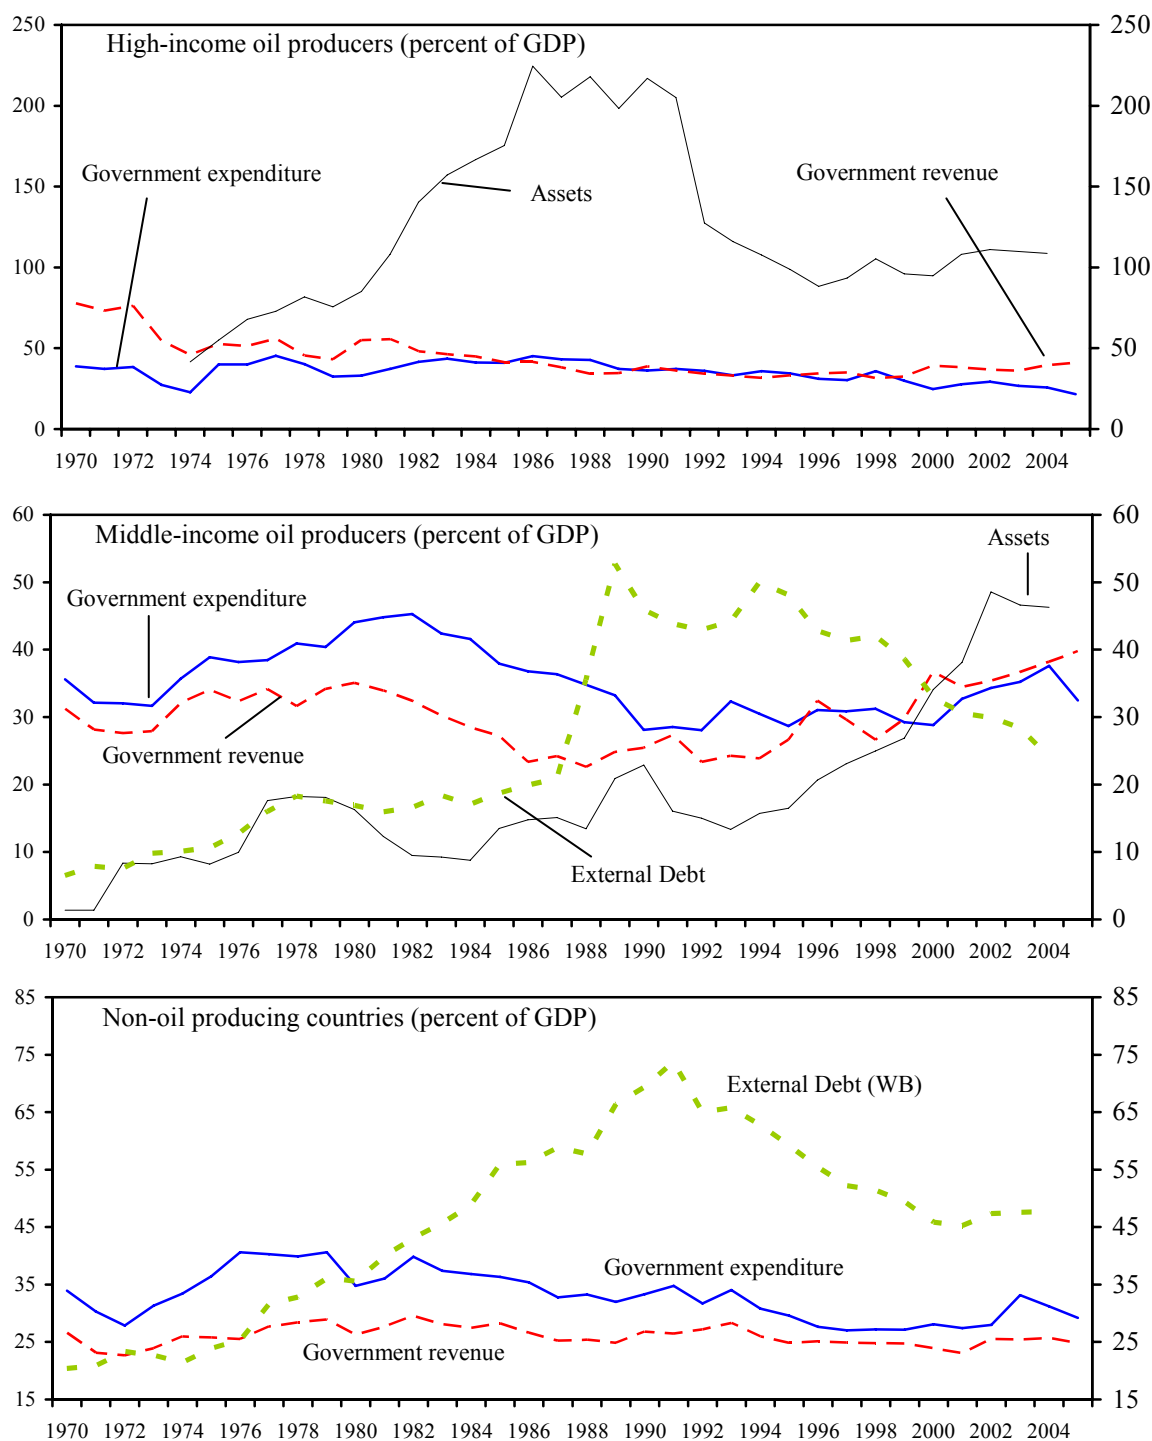 High-income oil producers (percent of GDP)
250 250
200 200
150 150
100 100
50 50
0 0
Government expenditure
Assets
Government revenue
1970 1972 1974 1976 1978 1980 1982 1984 1986 1988 1990 1992 1994 1996 1998 2000 2002 2004
Middle-income oil producers (percent of GDP)
60 60
50 50
40 40
30 30
20 20
10 10
0 0
Assets
Government expenditure
Government revenue
External Debt
1970 1972 1974 1976 1978 1980 1982 1984 1986 1988 1990 1992 1994 1996 1998 2000 2002 2004
Non-oil producing countries (percent of GDP)
85 85
75 75
65 65
55 55
45 45
35 35
25 25
15 15
External Debt (WB)
Government expenditure
Government revenue
1970 1972 1974 1976 1978 1980 1982 1984 1986 1988 1990 1992 1994 1996 1998 2000 2002 2004